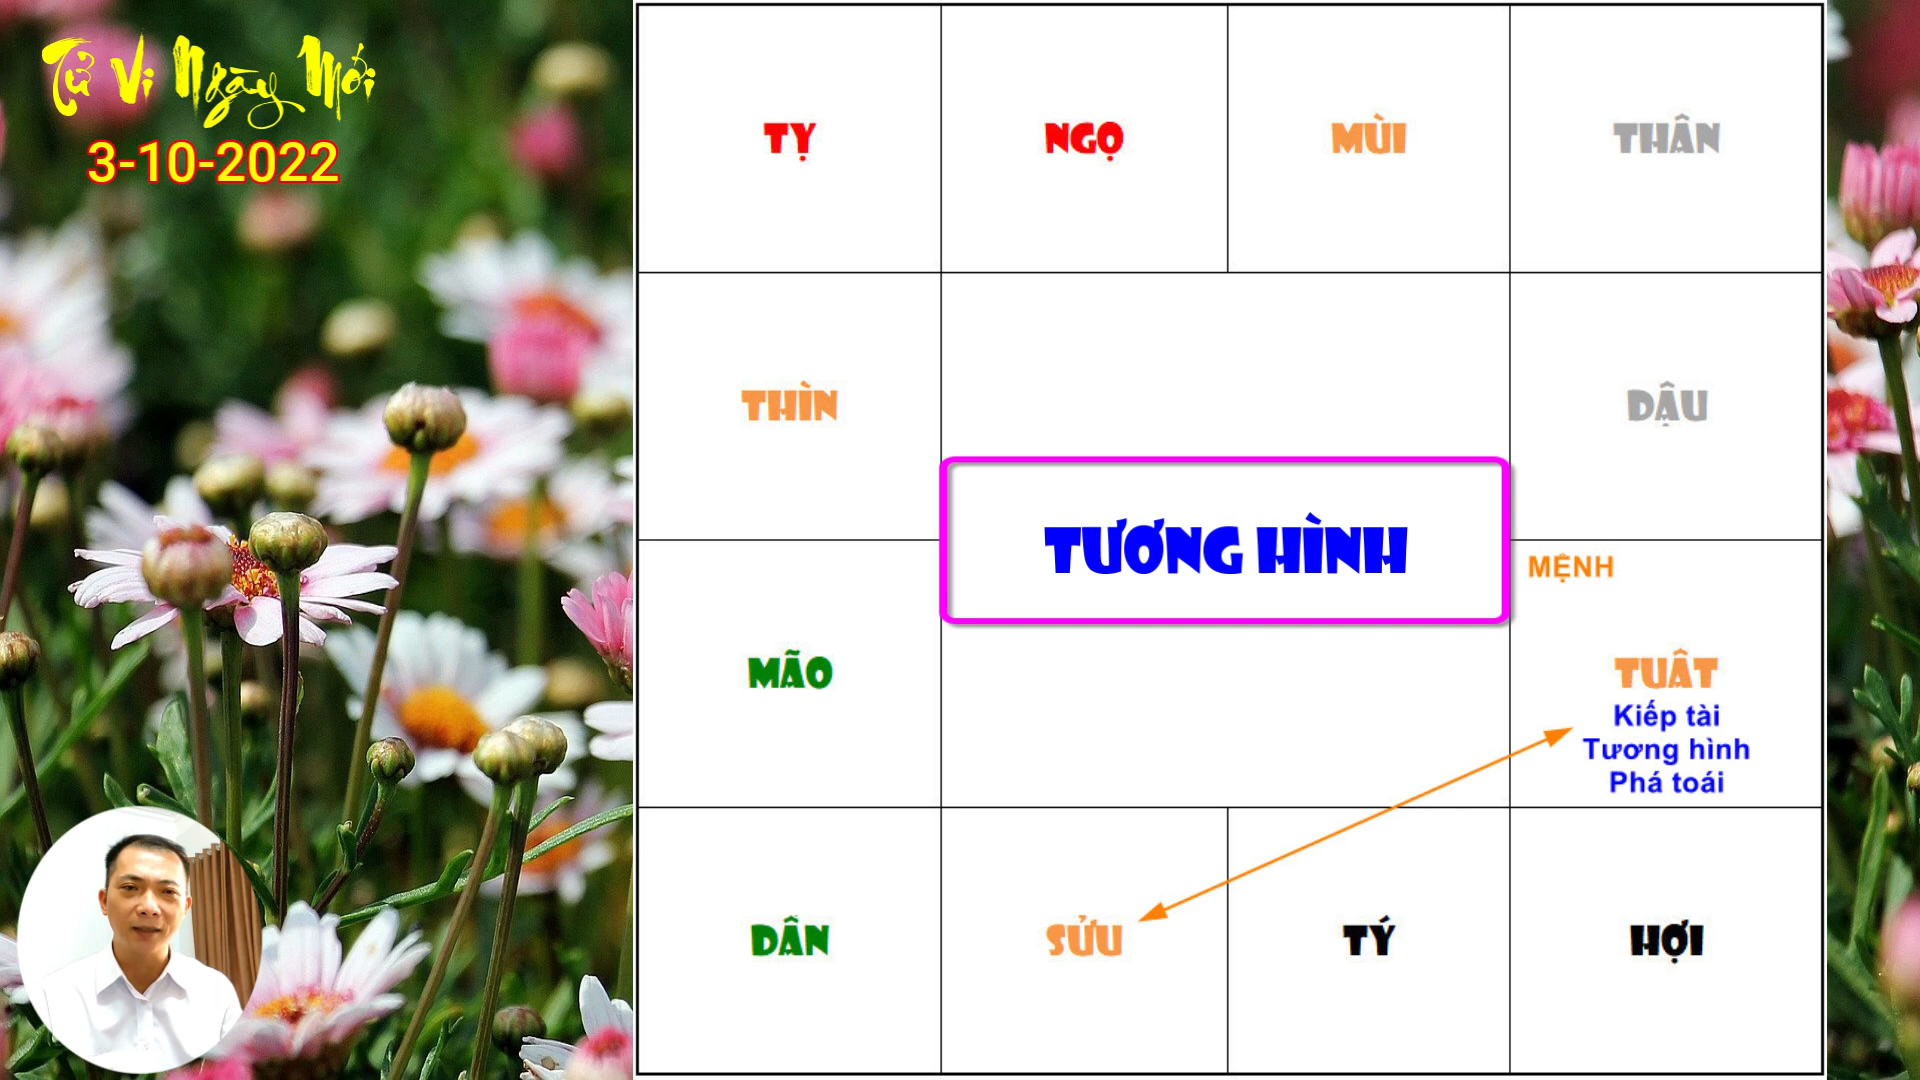 Tử Vi Ngày Mới
3-10-2022
TỴ
NGỌ
MÙI
THÂN
THÌN
DẬU
TƯƠNG HÌNH
MỆNH
MÃO
TUẤT
Kiếp tài
Tương hình
Phá toái
DẦN
SỬU
TÝ
HỢI